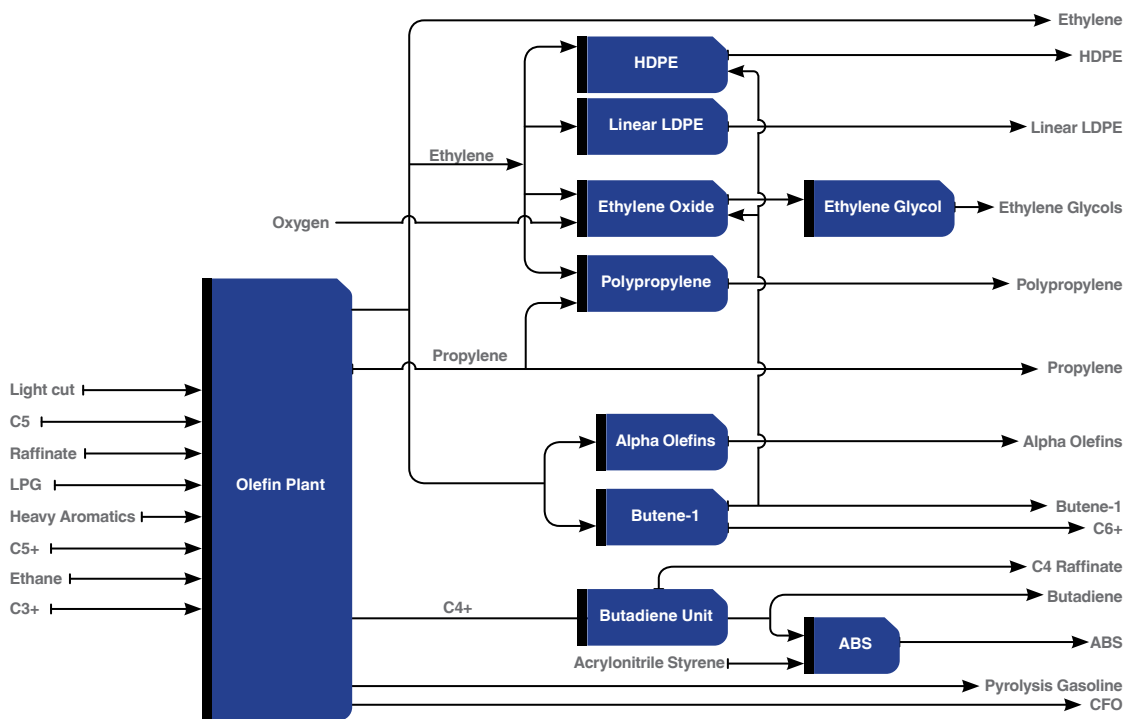 Ethylene
HDPE
HDPE
Linear LDPE
Linear LDPE
Ethylene
Ethylene Oxide
Ethylene Glycol
Ethylene Glycols
Oxygen
Polypropylene
Polypropylene
Propylene
Propylene
Light cut
C5
Raffinate
LPG
Heavy Aromatics
C5+
Ethane
C3+
Olefin Plant
Alpha Olefins
Alpha Olefins
Butene-1
Butene-1
C6+
C4 Raffinate
C4+
Butadiene Unit
Butadiene
ABS
ABS
Acrylonitrile Styrene
Pyrolysis Gasoline
CFO